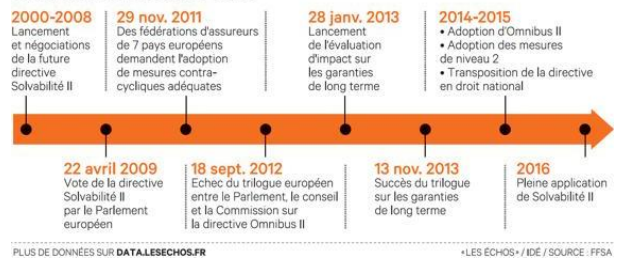 2000-2008
Lancement
et négociations
de la future
directive
Solvabilité II
29 nov. 2011
Des fédérations d'assureurs
de 7 pays européens
demandent l'adoption
de mesures contra-
cycliques adéquates
28 janv. 2013
Lancement
de l'évaluation
d'impact sur
les garanties
de long terme
2014-2015
• Adoption d'Omnibus II
• Adoption des mesures
de niveau 2
• Transposition de la directive
en droit national
22 avril 2009
Vote de la directive
Solvabilité II
par le Parlement
européen
18 sept. 2012
Echec du trilogue européen
entre le Parlement, le conseil
et la Commission sur
la directive Omnibus II
13 nov. 2013
Succès du trilogue
sur les garanties
de long terme
2016
Pleine application
de Solvabilité II
PLUS DE DONNÉES SUR DATA.LESECHOS.FR
«LES ÉCHOS» / IDÉ / SOURCE : FFSA